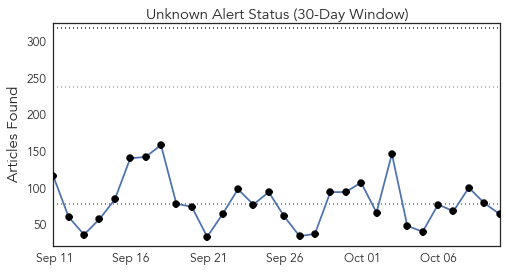 Unknown Alert Status (30-Day Window)
300
250
200
150
100
50
Articles Found
Sep 11 Sep 16 Sep 21 Sep 26 Oct 01 Oct 06